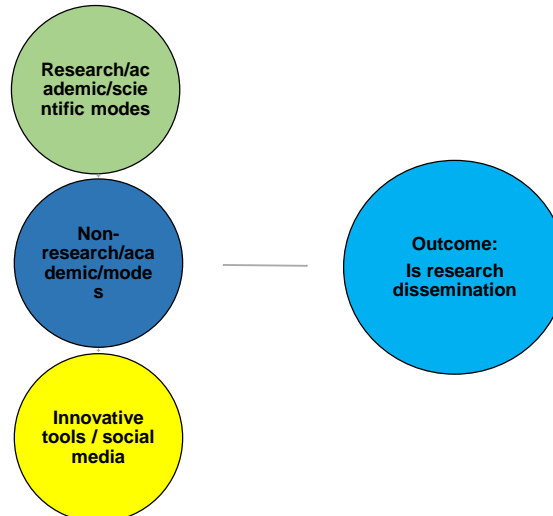 Research/ac
ademic/scie
ntific modes
Non-
research/aca
demic/mode
s
Innovative
tools / social
media
Outcome:
Is research
dissemination